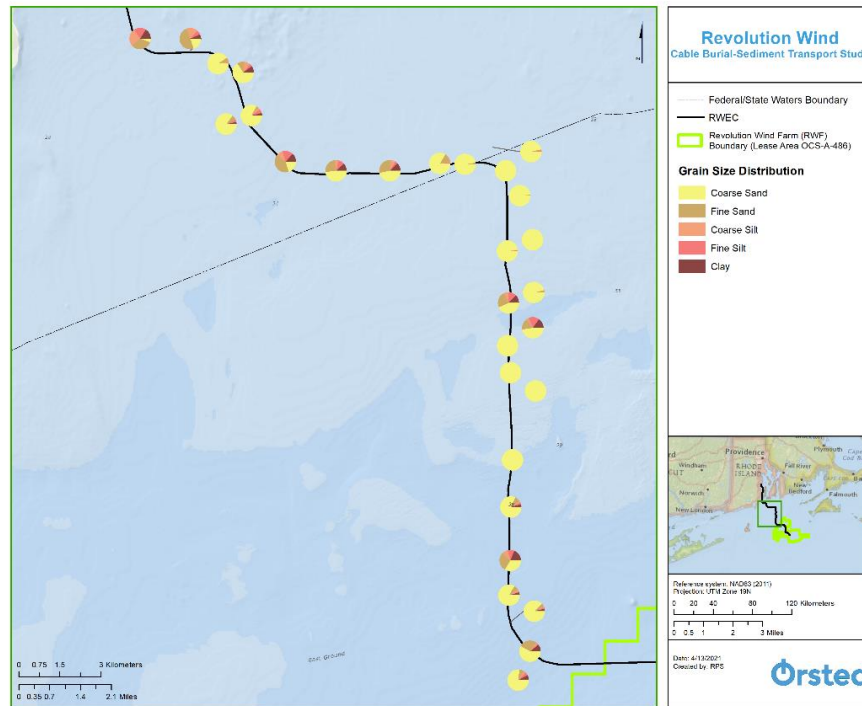 Revolution Wind
Cable Burial-Sediment Transport Stud
Federal/State Waters Boundary
RWEC
Revolution Wind Farm (RWF)
Boundary (Lease Area OCS-A-486)
Grain Size Distribution
Coarse Sand
Fine Sand
Coarse Silt
Fine Silt
Clay
East Ground
0 0.75 1.5 3 Kilometers
0 0.35 0.7 1.4 2.1 Miles
Providence
Plymouth
RHODE
ISLAND
Windham
Fall River
New
Bedford
Norwich
Falmouth
New London
Reference system: NAD83 (2011)
Projection: UTM Zone 19N
0 20 40 80 120 Kilometers
0 0.5 1 2 3 Miles
Date: 4/13/2021
Created by: RPS
Orsted